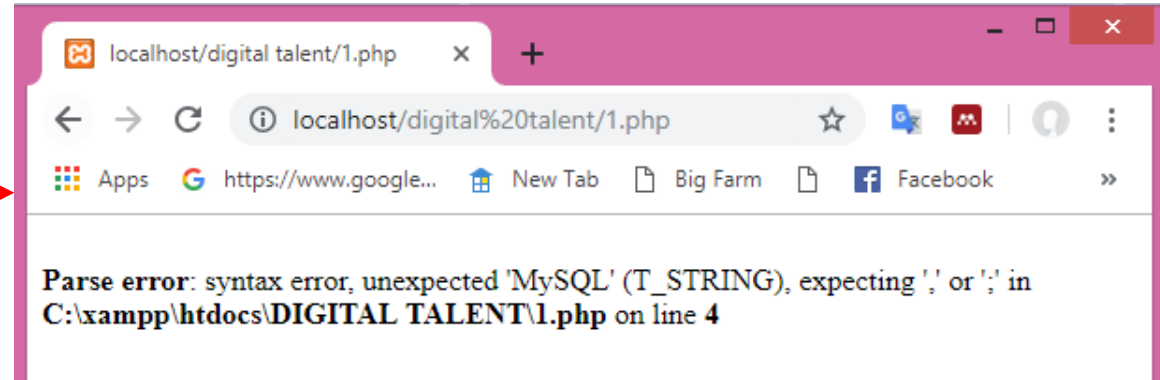 localhost/digital talent/1.php
localhost/digital%20talent/1.php
Apps https://www.google... New Tab Big Farm Facebook »
Parse error: syntax error, unexpected 'MySQL' (T_STRING), expecting ',' or ';' in
C:\xampp\htdocs\DIGITAL TALENT\1.php on line 4